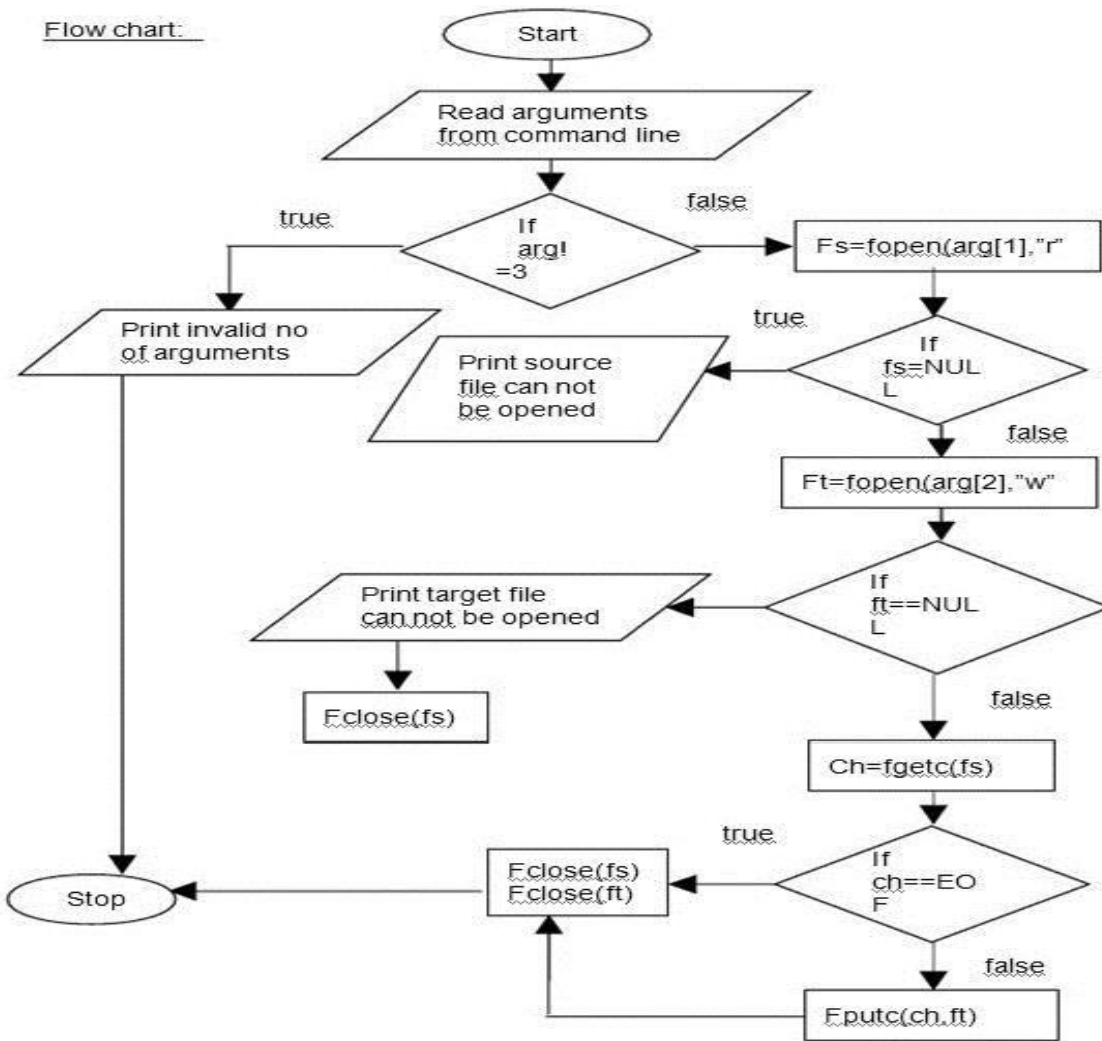 Flow chart:
Start
Read arguments
from command line
true
false
If
arg!
=3
Fs=fopen(arg[1],"r"
Print invalid no
of arguments
true
If
fs=NUL
L
Print source
file can not
be opened
false
Ft=fopen(arg[2],"w"
If
ft==NUL
L
Print target file
can not be opened
Fclose(fs)
false
Ch=fgetc(fs)
true
If
ch==EO
F
Fclose(fs)
Fclose(ft)
Stop
false
Fputc(ch,ft)